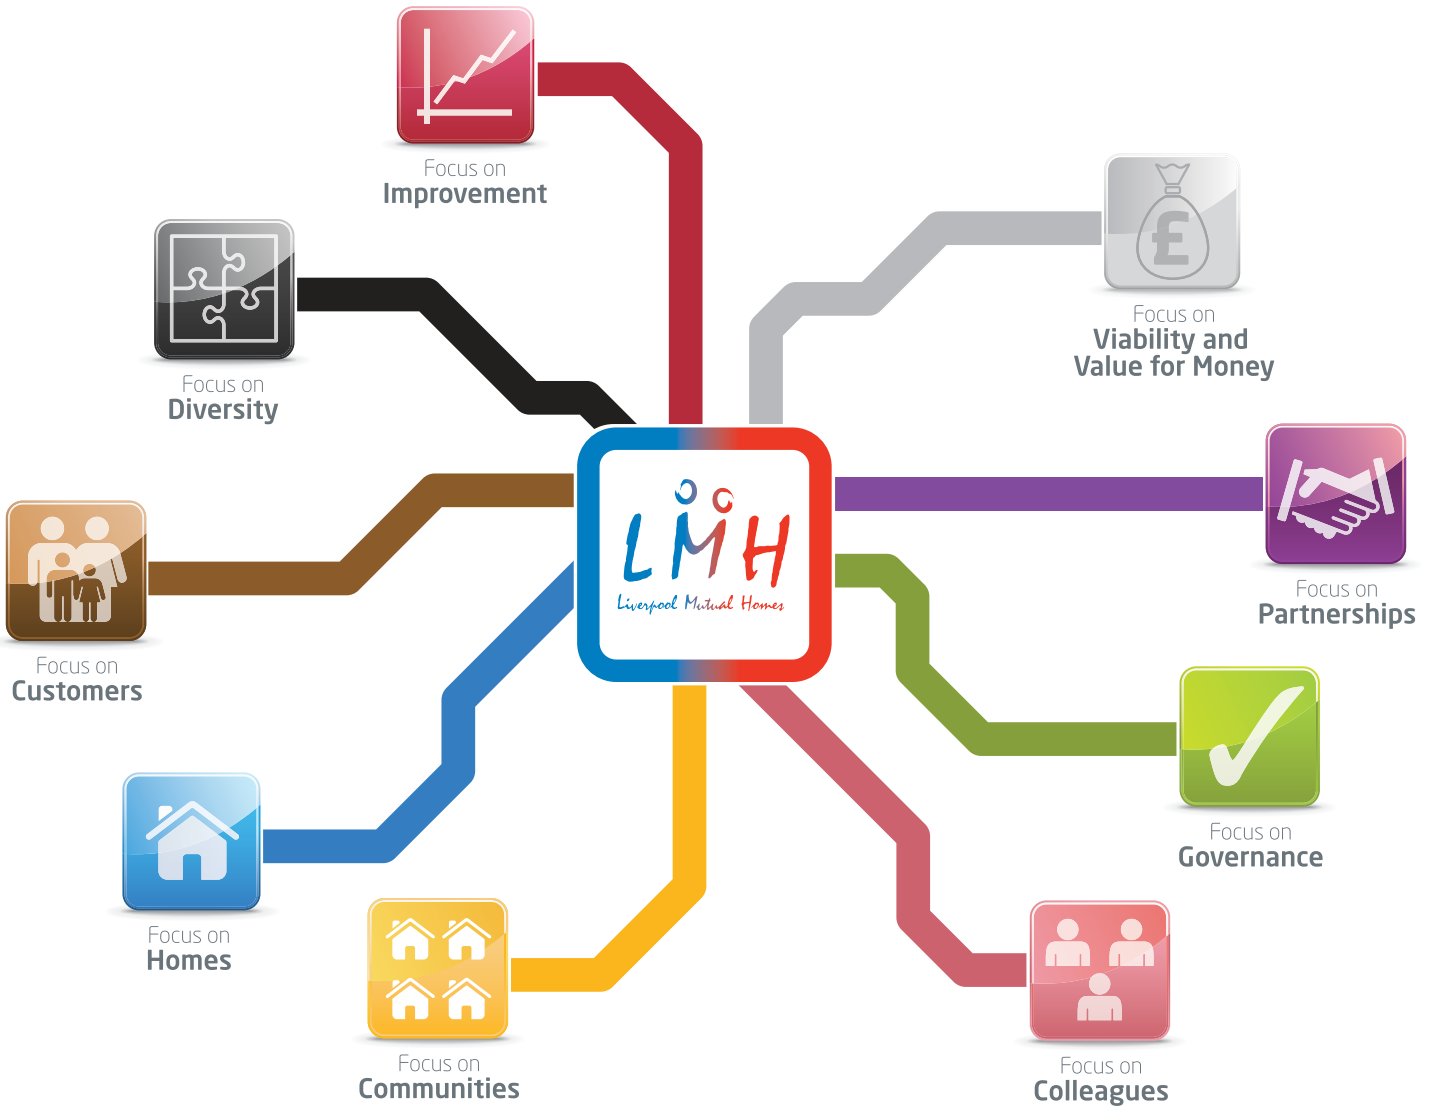 Focus on
Improvement
Focus on
Viability and
Value for Money
£
Focus on
Diversity
Focus on
Partnerships
LMH
Liverpool Mutual Homes
Focus on
Customers
Focus on
Governance
Focus on
Homes
Focus on
Communities
Focus on
Colleagues